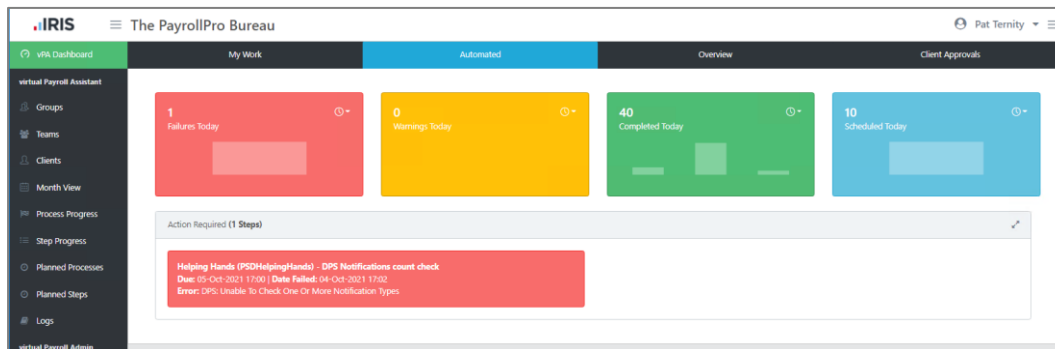 IRIS
The PayrollPro Bureau
Pat Ternity
vPA Dashboard
My Work
Automated
Overview
Client Approvals
virtual Payroll Assistant
Groups
Teams
Clients
Month View
Process Progress
Step Progress
Planned Processes
Planned Steps
Logs
virtual Payroll Admin
1
Failures Today
0
Warnings Today
40
Completed Today
10
Scheduled Today
Action Required (1 Steps)
Helping Hands (PSDHelpingHands) - DPS Notifications count check
Due: 05-Oct-2021 17:00 | Date Failed: 04-Oct-2021 17:02
Error: DPS: Unable To Check One Or More Notification Types